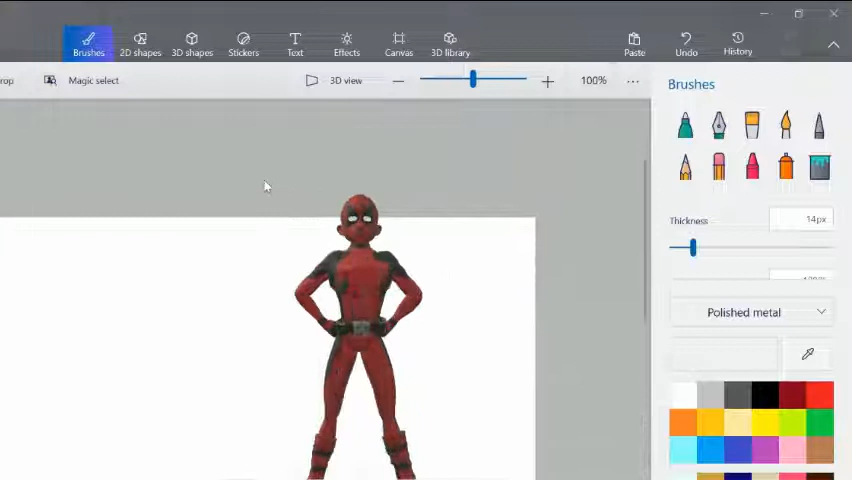 Brushes 2D shapes 3D shapes Stickers Text Effects Canvas 3D library Paste Undo History
rop Magic select 3D view 100% ...
Brushes
Thickness 14px
Polished metal